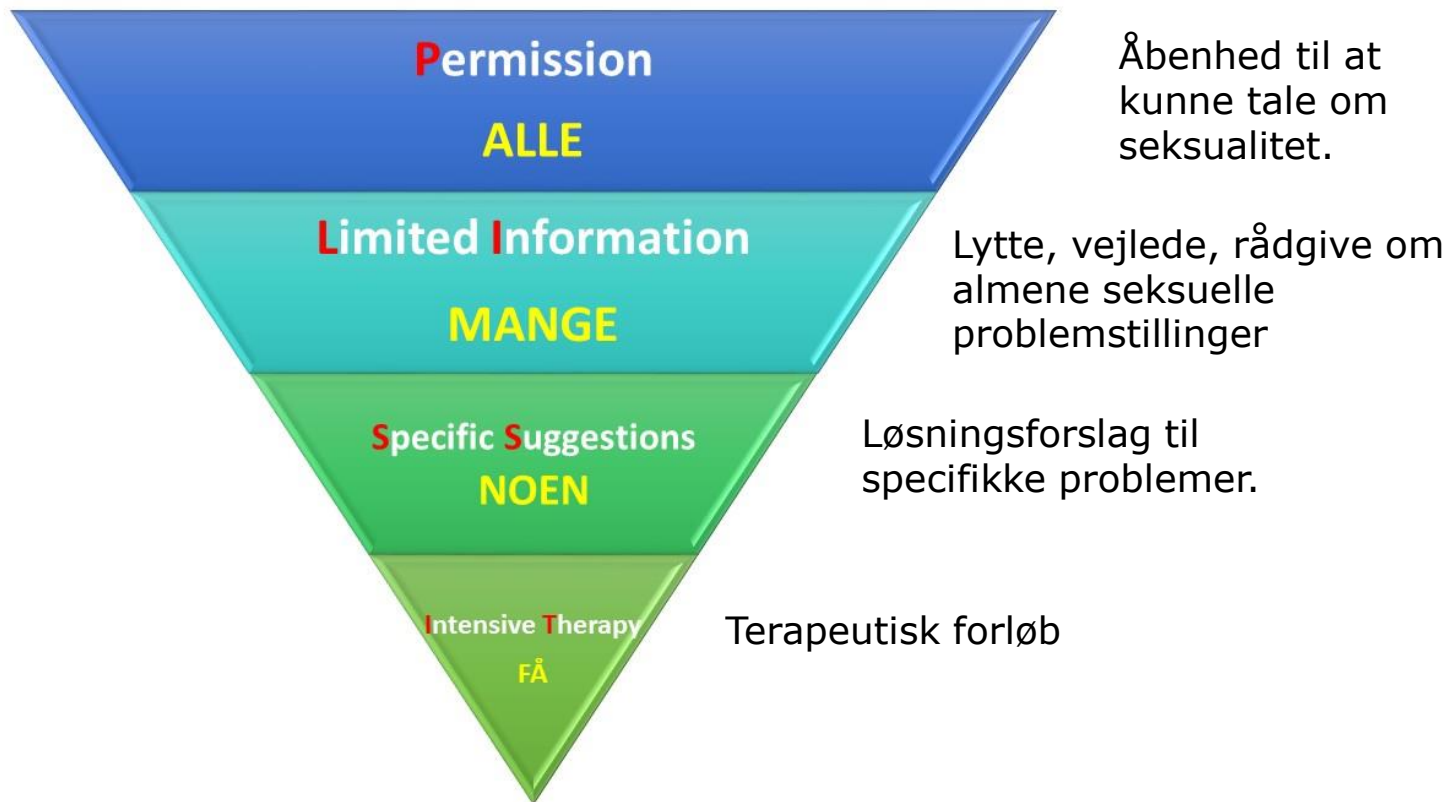 Permission
ALLE
Åbenhed til at
kunne tale om
seksualitet.
Limited Information
MANGE
Lytte, vejlede, rådgive om
almene seksuelle
problemstillinger
Specific Suggestions
NOEN
Løsningsforslag til
specifikke problemer.
Intensive Therapy
FÅ
Terapeutisk forløb